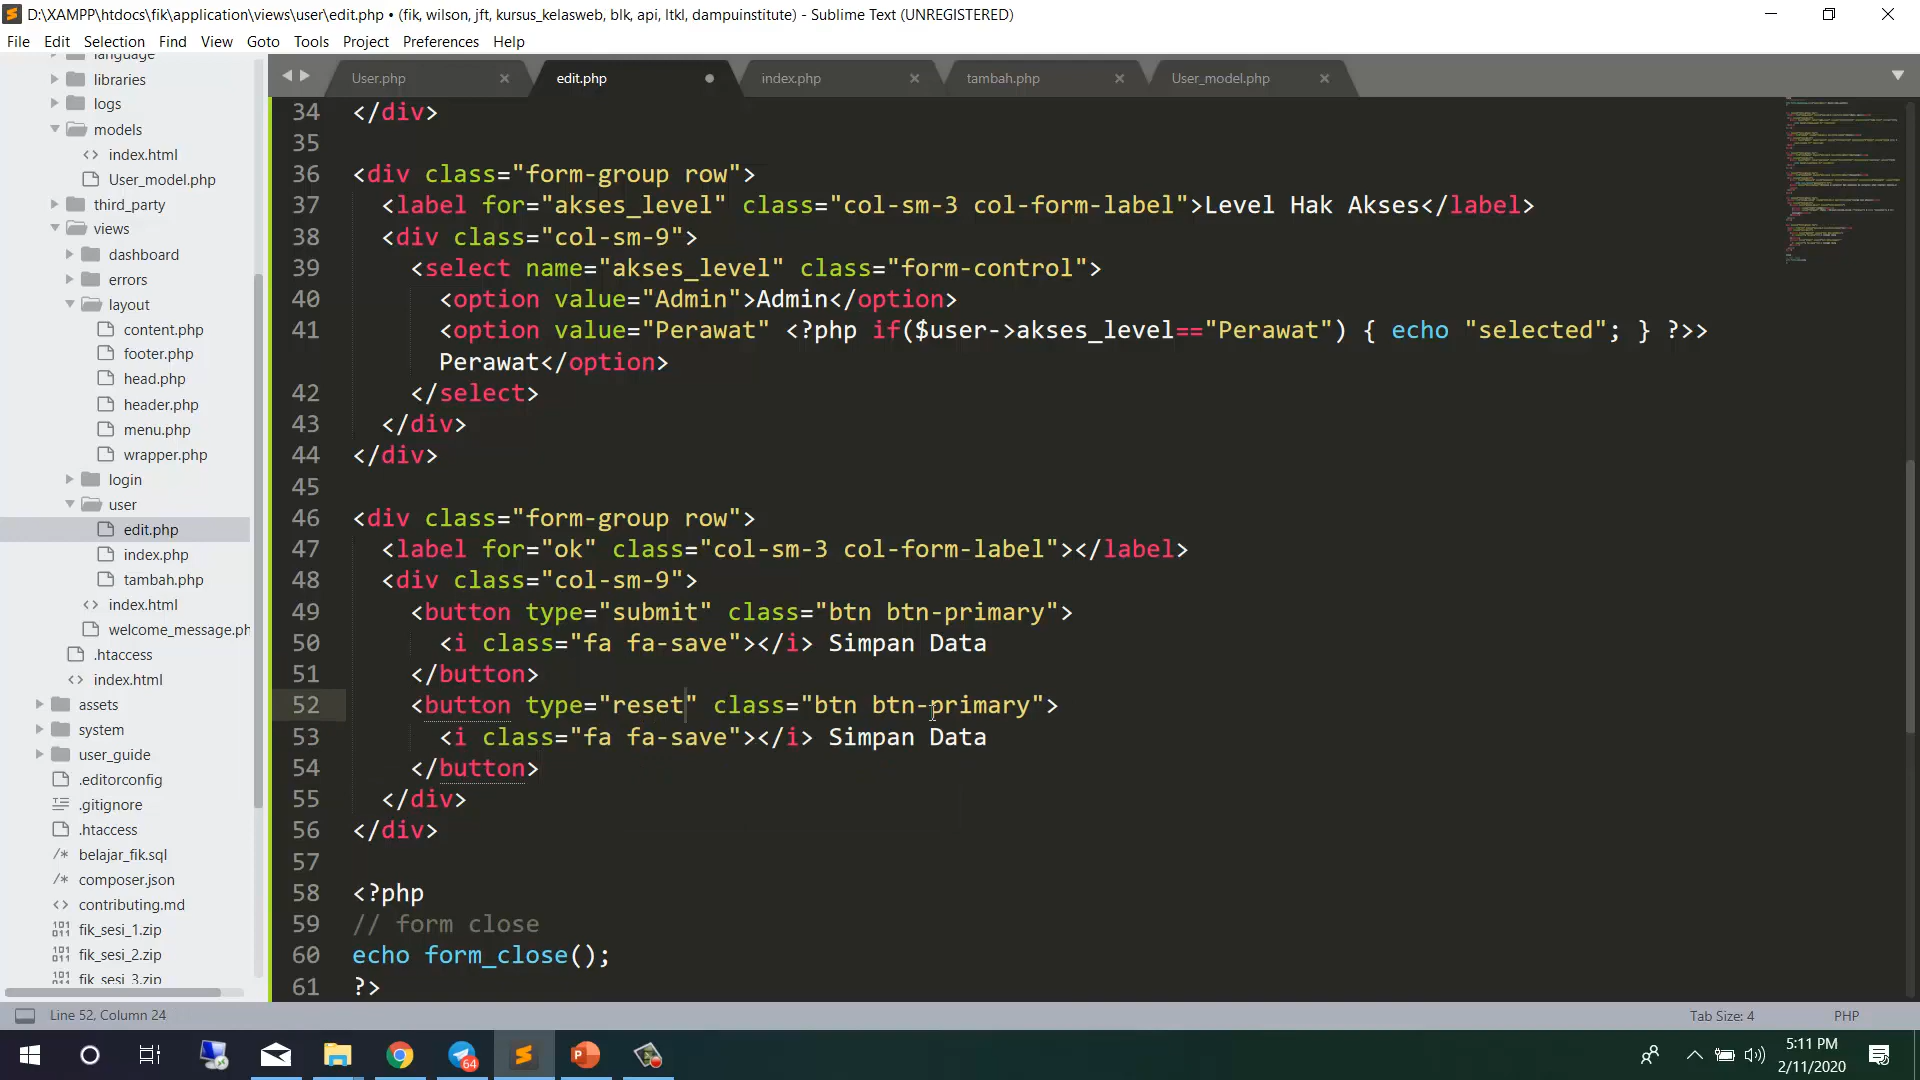 D:\XAMPP\htdocs\fik\application\views\user\edit.php • (fik, wilson, jft, kursus_kelasweb, blk, api, ltkl, dampuinstitute) - Sublime Text (UNREGISTERED)
File Edit Selection Find View Goto Tools Project Preferences Help
User.php edit.php index.php tambah.php User_model.php
language
libraries
logs
models
index.html
User_model.php
third_party
views
dashboard
errors
layout
content.php
footer.php
head.php
header.php
menu.php
wrapper.php
login
user
edit.php
index.php
tambah.php
index.html
welcome_message.ph
.htaccess
index.html
assets
system
user_guide
.editorconfig
.gitignore
.htaccess
belajar_fik.sql
composer.json
contributing.md
fik_sesi_1.zip
fik_sesi_2.zip
fik_sesi_3.zip
34 </div>
35
36 <div class="form-group row">
37 <label for="akses_level" class="col-sm-3 col-form-label">Level Hak Akses</label>
38 <div class="col-sm-9">
39 <select name="akses_level" class="form-control">
40 <option value="Admin">Admin</option>
41 <option value="Perawat" <?php if($user->akses_level=="Perawat") { echo "selected"; } ?>>
Perawat</option>
42 </select>
43 </div>
44 </div>
45
46 <div class="form-group row">
47 <label for="ok" class="col-sm-3 col-form-label"></label>
48 <div class="col-sm-9">
49 <button type="submit" class="btn btn-primary">
50 <i class="fa fa-save"></i> Simpan Data
51 </button>
52 <button type="reset" class="btn btn-primary">
53 <i class="fa fa-save"></i> Simpan Data
54 </button>
55 </div>
56 </div>
57
58 <?php
59 // form close
60 echo form_close();
61 ?>
Line 52, Column 24 Tab Size: 4 PHP
64
5:11 PM
2/11/2020